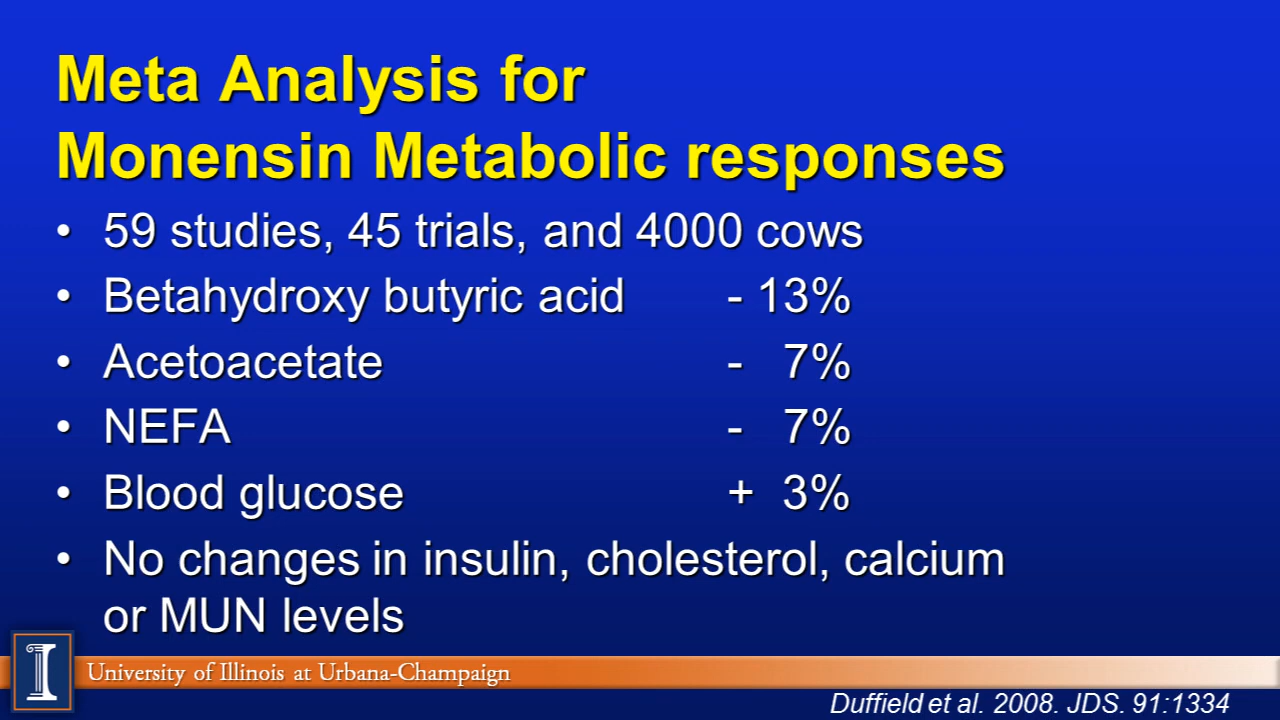 Meta Analysis for
Monensin Metabolic responses
• 59 studies, 45 trials, and 4000 cows
• Betahydroxy butyric acid - 13%
• Acetoacetate - 7%
• NEFA - 7%
• Blood glucose + 3%
• No changes in insulin, cholesterol, calcium
or MUN levels
I
University of Illinois at Urbana-Champaign
Duffield et al. 2008. JDS. 91:1334